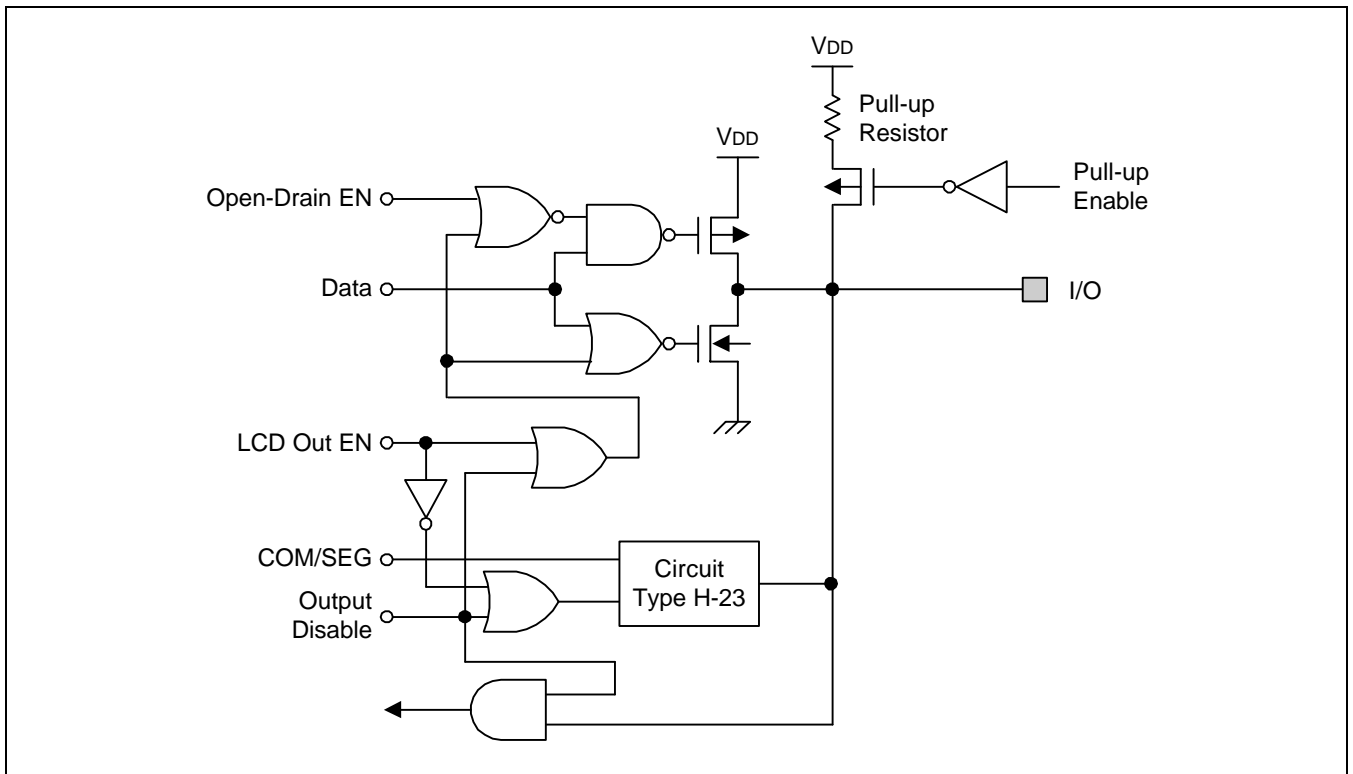 VDD
Pull-up
Resistor
VDD
Open-Drain EN
Pull-up
Enable
Data
I/O
LCD Out EN
COM/SEG
Circuit
Type H-23
Output
Disable